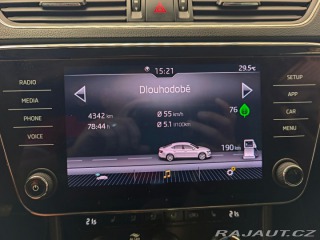 15:21
29.5°C
Dlouhodobě
RADIO
MEDIA
PHONE
VOICE
SETUP
APP
CAR
MENU
4342 km
78:44 h
Ø 55 km/h
Ø 5.1 l/100km
76
190 km
RAJAUT.CZ